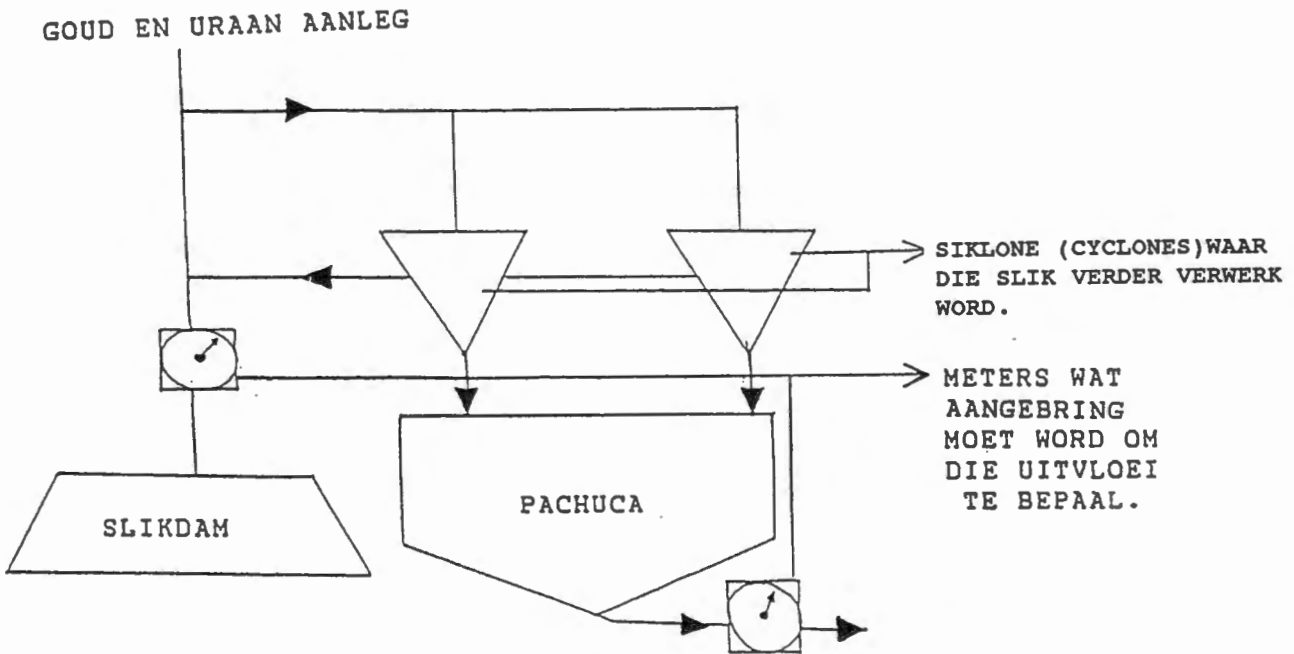 GOUD EN URAAN AANLEG
SIKLONE (CYCLONES)WAAR
DIE SLIK VERDER VERWERK
WORD.
METERS WAT
AANGEBRING
MOET WORD OM
DIE UITVLOEI
TE BEPAAL.
PACHUCA
SLIKDAM